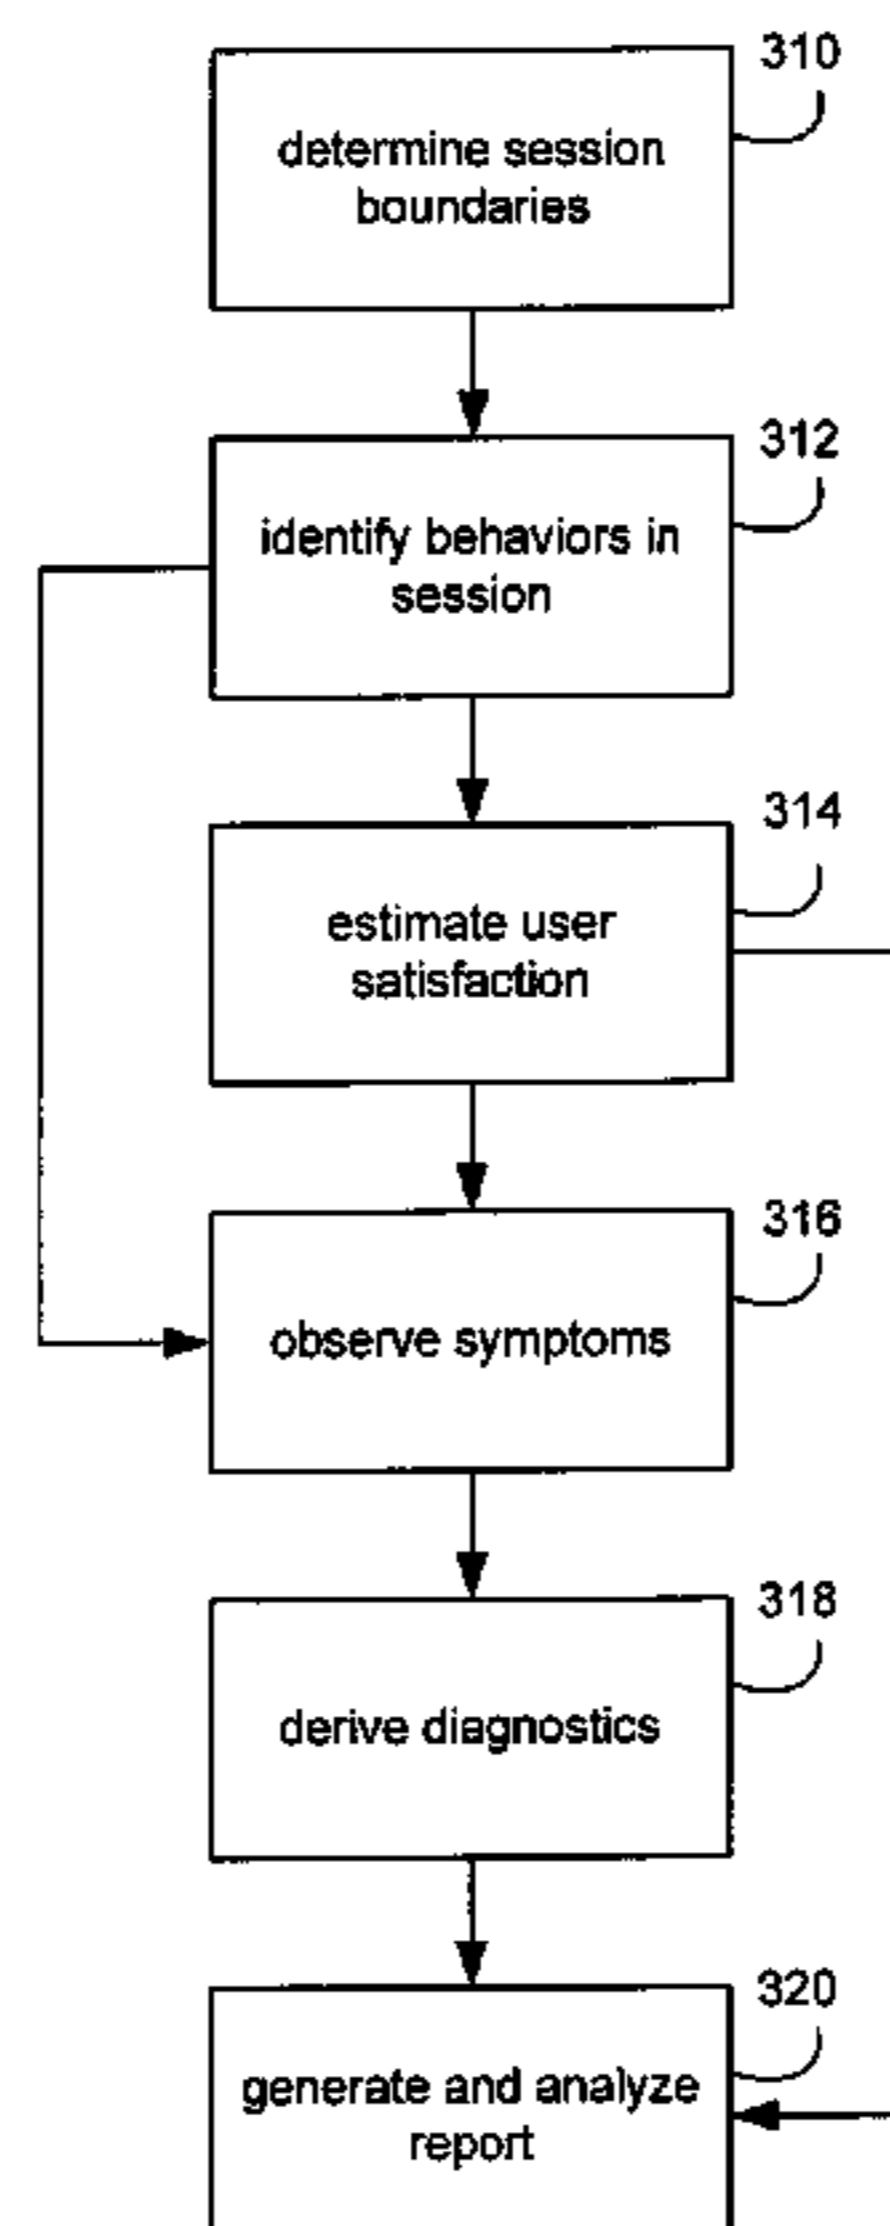 310
determine session
boundaries
312
identify behaviors in
session
314
estimate user
satisfaction
316
observe symptoms
318
derive diagnostics
320
generate and analyze
report